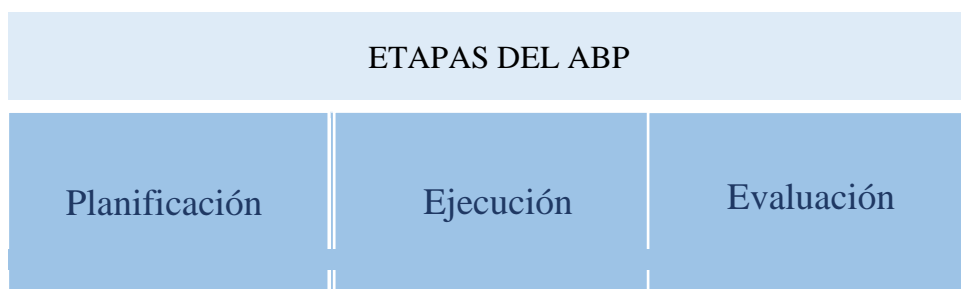 ETAPAS DEL ABP
Planificación
Ejecución
Evaluación